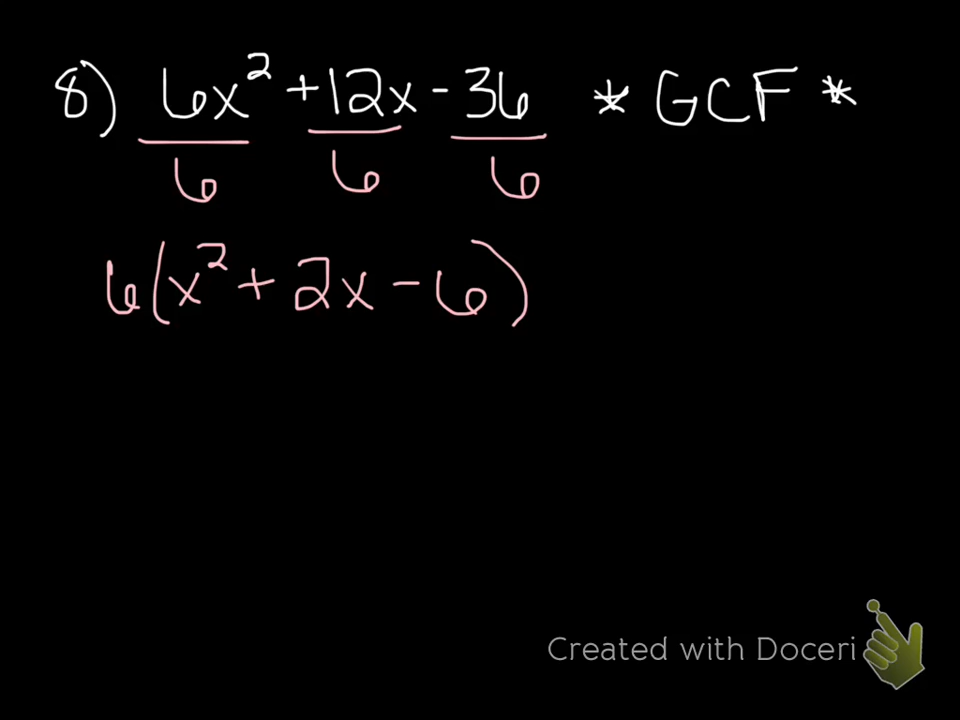 8) 6x² + 12x - 36 * GCF *
6 6 6
6(x² + 2x - 6)
Created with Doceri